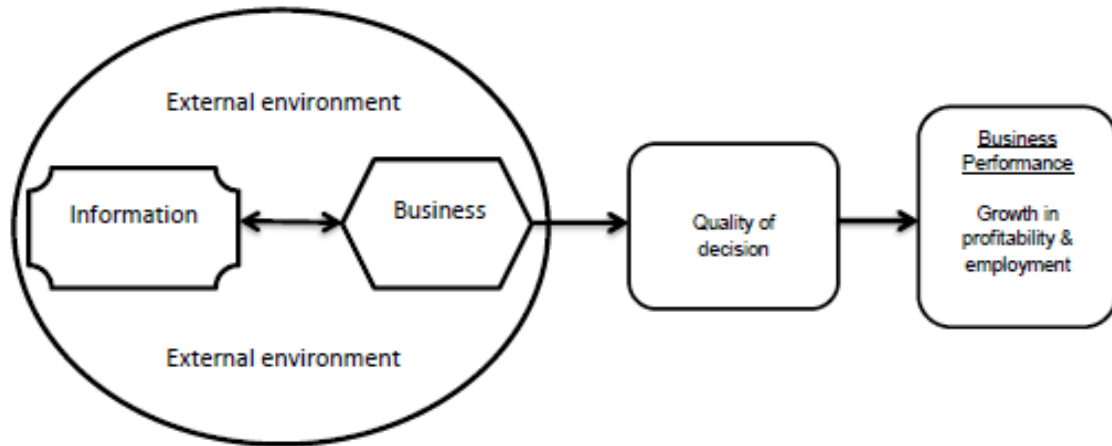 External environment
Information
Business
External environment
Quality of
decision
Business
Performance
Growth in
profitability &
employment